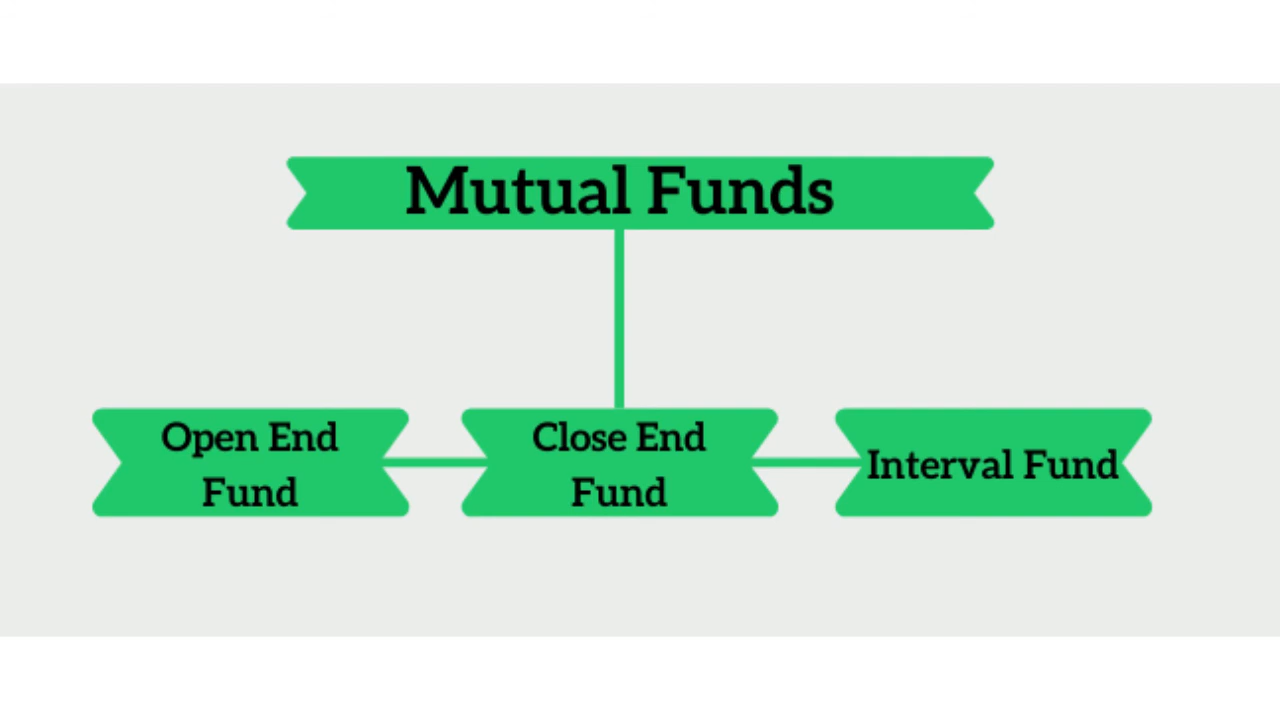 Mutual Funds
Open End
Fund
Close End
Fund
Interval Fund